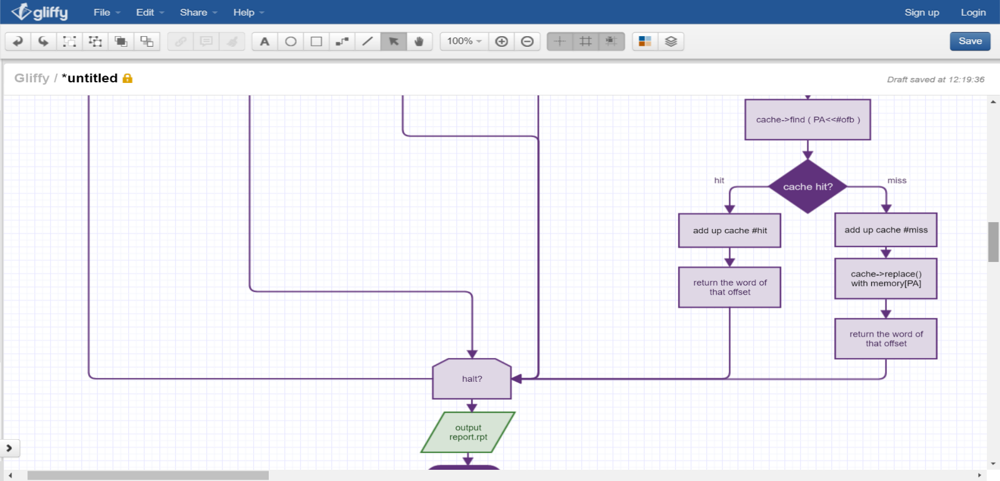 gliffy File Edit Share Help Sign up Login
A 100% Save
Gliffy / *untitled
Draft saved at 12:19:36
cache->find ( PA<<#ofb )
hit
cache hit?
miss
add up cache #hit
add up cache #miss
return the word of
that offset
cache->replace()
with memory[PA]
return the word of
that offset
halt?
output
report.rpt